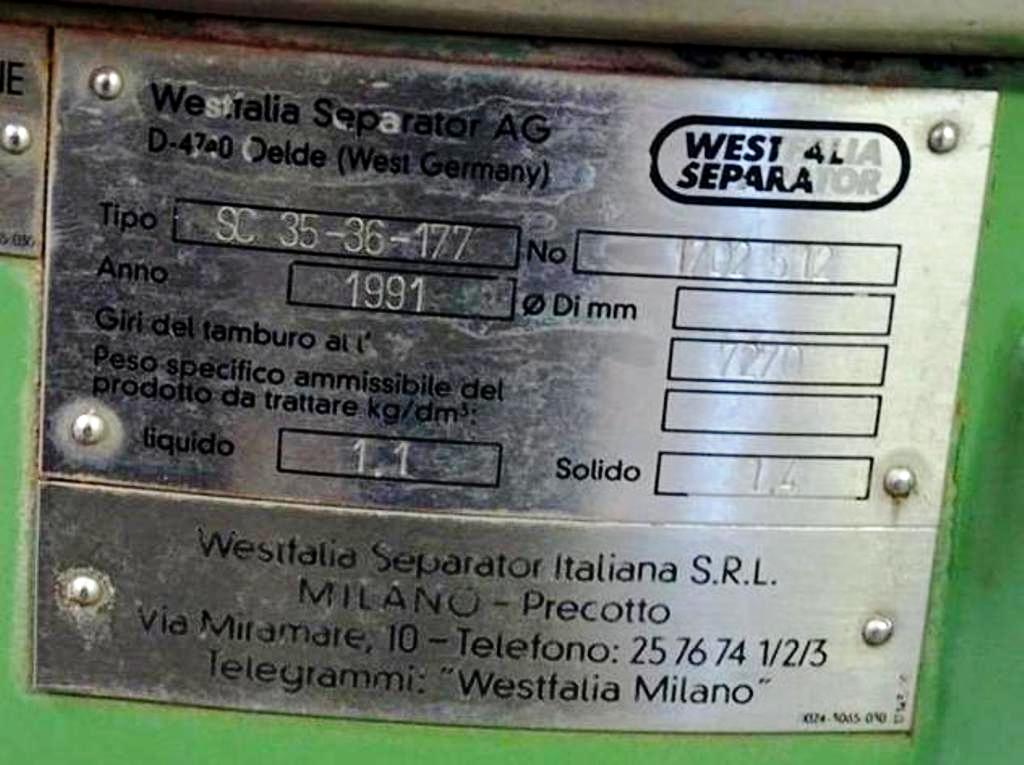 NE
Westfalia Separator AG
D-4740 Oelde (West Germany)
WESTFALIA
SEPARATOR
Tipo SC 35-36-177 No
Anno 1991 Ø Di mm
Giri del tamburo al 1' 7270
Peso specifico ammissibile del
prodotto da trattare kg/dm³:
liquido 1.1 Solido
Westfalia Separator Italiana S.R.L.
MILANO - Precotto
Via Miramare, 10 - Telefono: 25 76 74 1/2/3
Telegrammi: "Westfalia Milano"